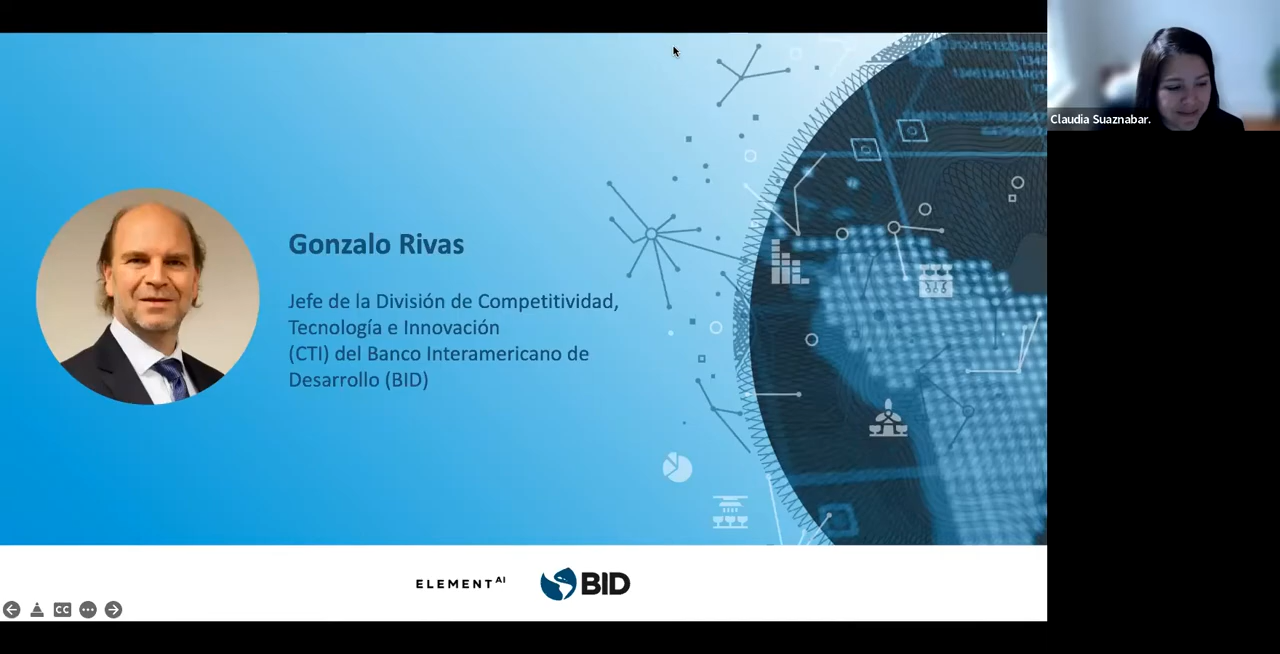 Claudia Suaznabar.
Gonzalo Rivas
Jefe de la División de Competitividad,
Tecnología e Innovación
(CTI) del Banco Interamericano de
Desarrollo (BID)
ELEMENT AI
BID
CC